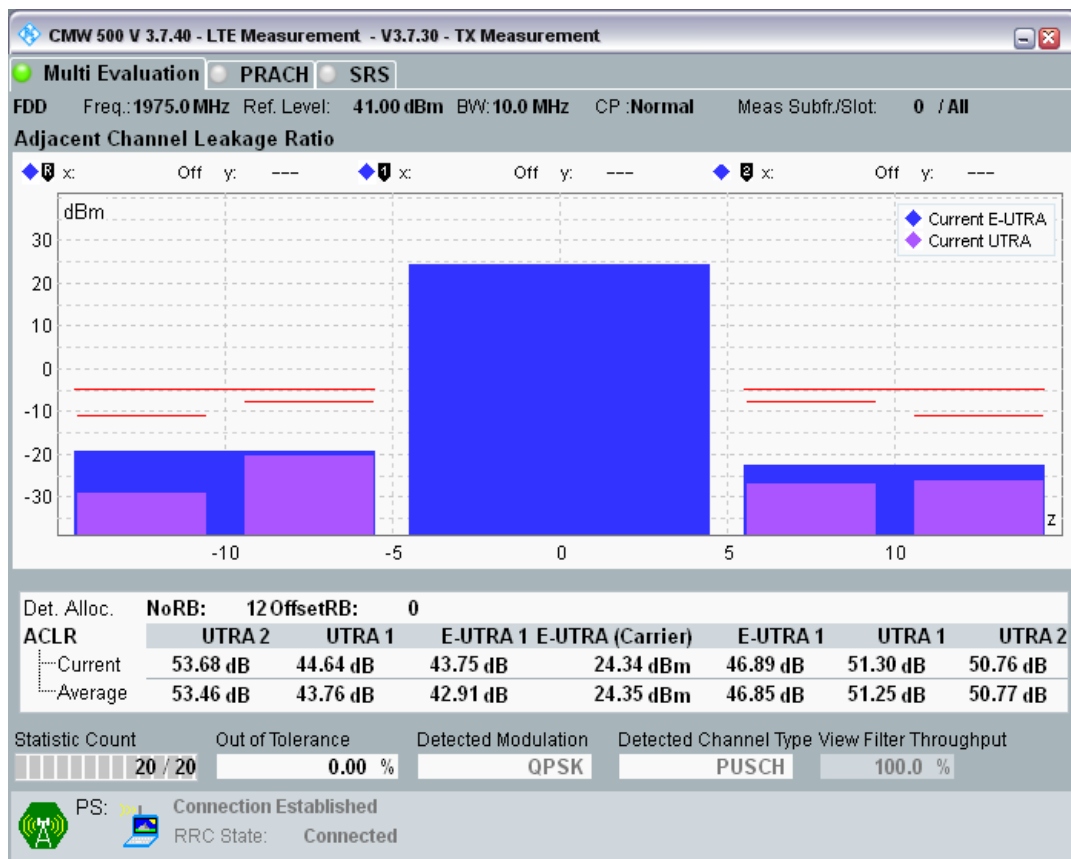 CMW 500 V 3.7.40 - LTE Measurement - V3.7.30 - TX Measurement
Multi Evaluation PRACH SRS
FDD Freq.:1975.0 MHz Ref. Level: 41.00 dBm BW:10.0 MHz CP :Normal Meas Subfr./Slot: 0 / All
Adjacent Channel Leakage Ratio
R x: Off y: --- 1 x: Off y: --- 2 x: Off y: ---
dBm
Current E-UTRA
Current UTRA
30
20
10
0
-10
-20
-30
z
-10 -5 0 5 10
Det. Alloc. NoRB: 12 OffsetRB: 0
ACLR UTRA 2 UTRA 1 E-UTRA 1 E-UTRA (Carrier) E-UTRA 1 UTRA 1 UTRA 2
Current 53.68 dB 44.64 dB 43.75 dB 24.34 dBm 46.89 dB 51.30 dB 50.76 dB
Average 53.46 dB 43.76 dB 42.91 dB 24.35 dBm 46.85 dB 51.25 dB 50.77 dB
Statistic Count Out of Tolerance Detected Modulation Detected Channel Type View Filter Throughput
20 / 20 0.00 % QPSK PUSCH 100.0 %
PS: Connection Established
RRC State: Connected